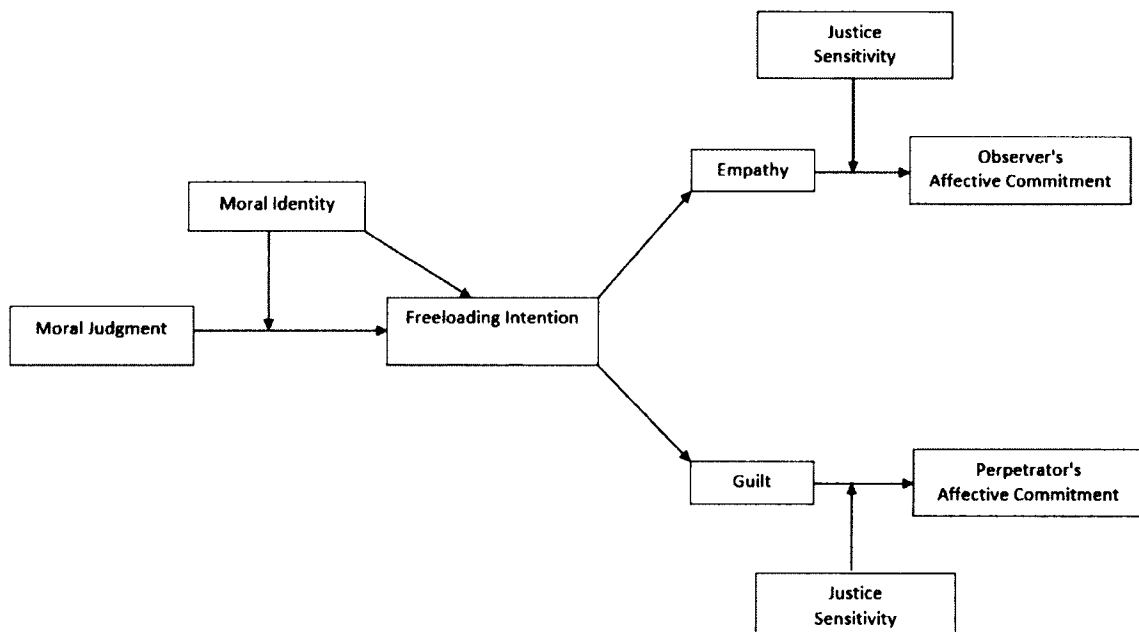 Justice
Sensitivity
Empathy
Observer's
Affective Commitment
Moral Identity
Moral Judgment
Freeloading Intention
Guilt
Perpetrator's
Affective Commitment
Justice
Sensitivity